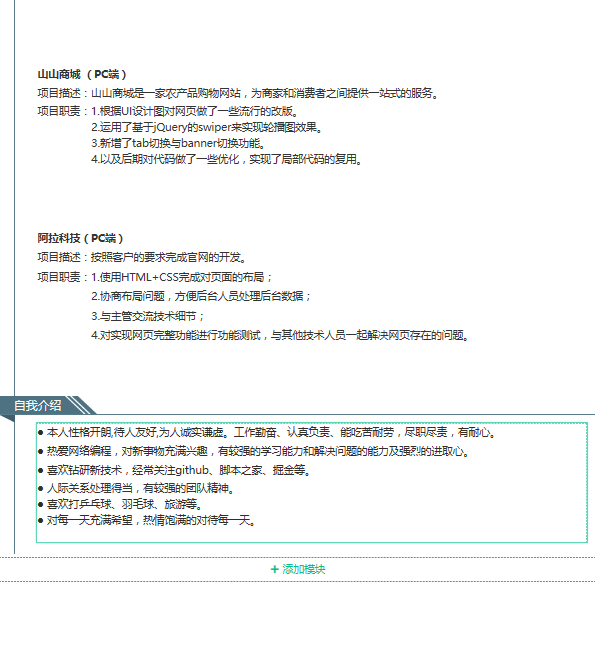 山山商城 （PC端）
项目描述：山山商城是一家农产品购物网站，为商家和消费者之间提供一站式的服务。
项目职责：1.根据UI设计图对网页做了一些流行的改版。
2.运用了基于jQuery的swiper来实现轮播图效果。
3.新增了tab切换与banner切换功能。
4.以及后期对代码做了一些优化，实现了局部代码的复用。
阿拉科技（PC端）
项目描述：按照客户的要求完成官网的开发。
项目职责：1.使用HTML+CSS完成对页面的布局；
2.协商布局问题，方便后台人员处理后台数据；
3.与主管交流技术细节；
4.对实现网页完整功能进行功能测试，与其他技术人员一起解决网页存在的问题。
自我介绍
● 本人性格开朗,待人友好,为人诚实谦虚。工作勤奋、认真负责、能吃苦耐劳，尽职尽责，有耐心。
● 热爱网络编程，对新事物充满兴趣，有较强的学习能力和解决问题的能力及强烈的进取心。
● 喜欢钻研新技术，经常关注github、脚本之家、掘金等。
● 人际关系处理得当，有较强的团队精神。
● 喜欢打乒乓球、羽毛球、旅游等。
● 对每一天充满希望，热情饱满的对待每一天。
+ 添加模块